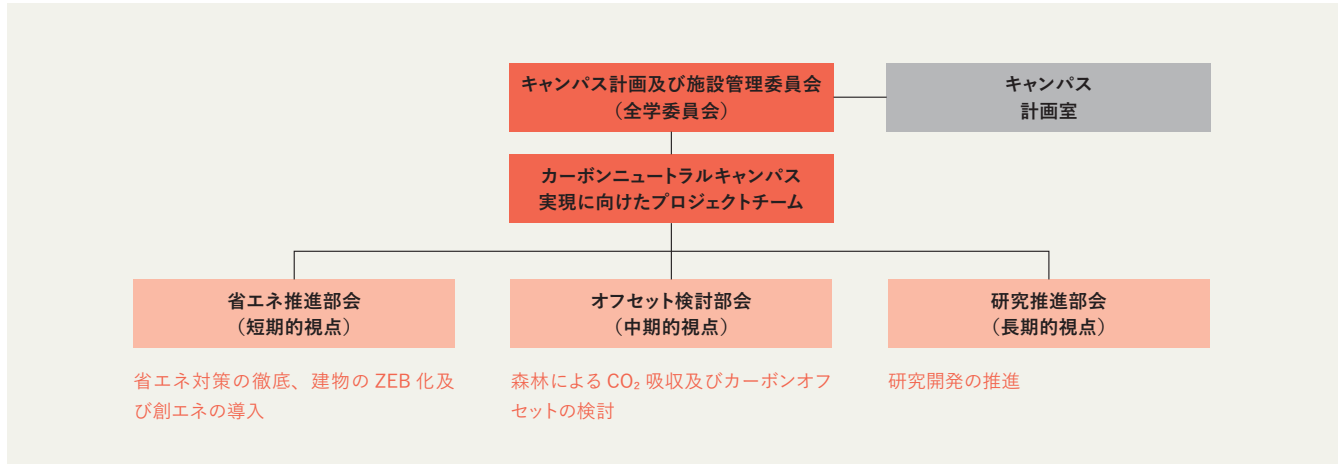 キャンパス計画及び施設管理委員会
（全学委員会）
キャンパス
計画室
カーボンニュートラルキャンパス
実現に向けたプロジェクトチーム
省エネ推進部会
（短期的視点）
オフセット検討部会
（中期的視点）
研究推進部会
（長期的視点）
省エネ対策の徹底、建物の ZEB 化及
び創エネの導入
森林による CO₂ 吸収及びカーボンオフ
セットの検討
研究開発の推進